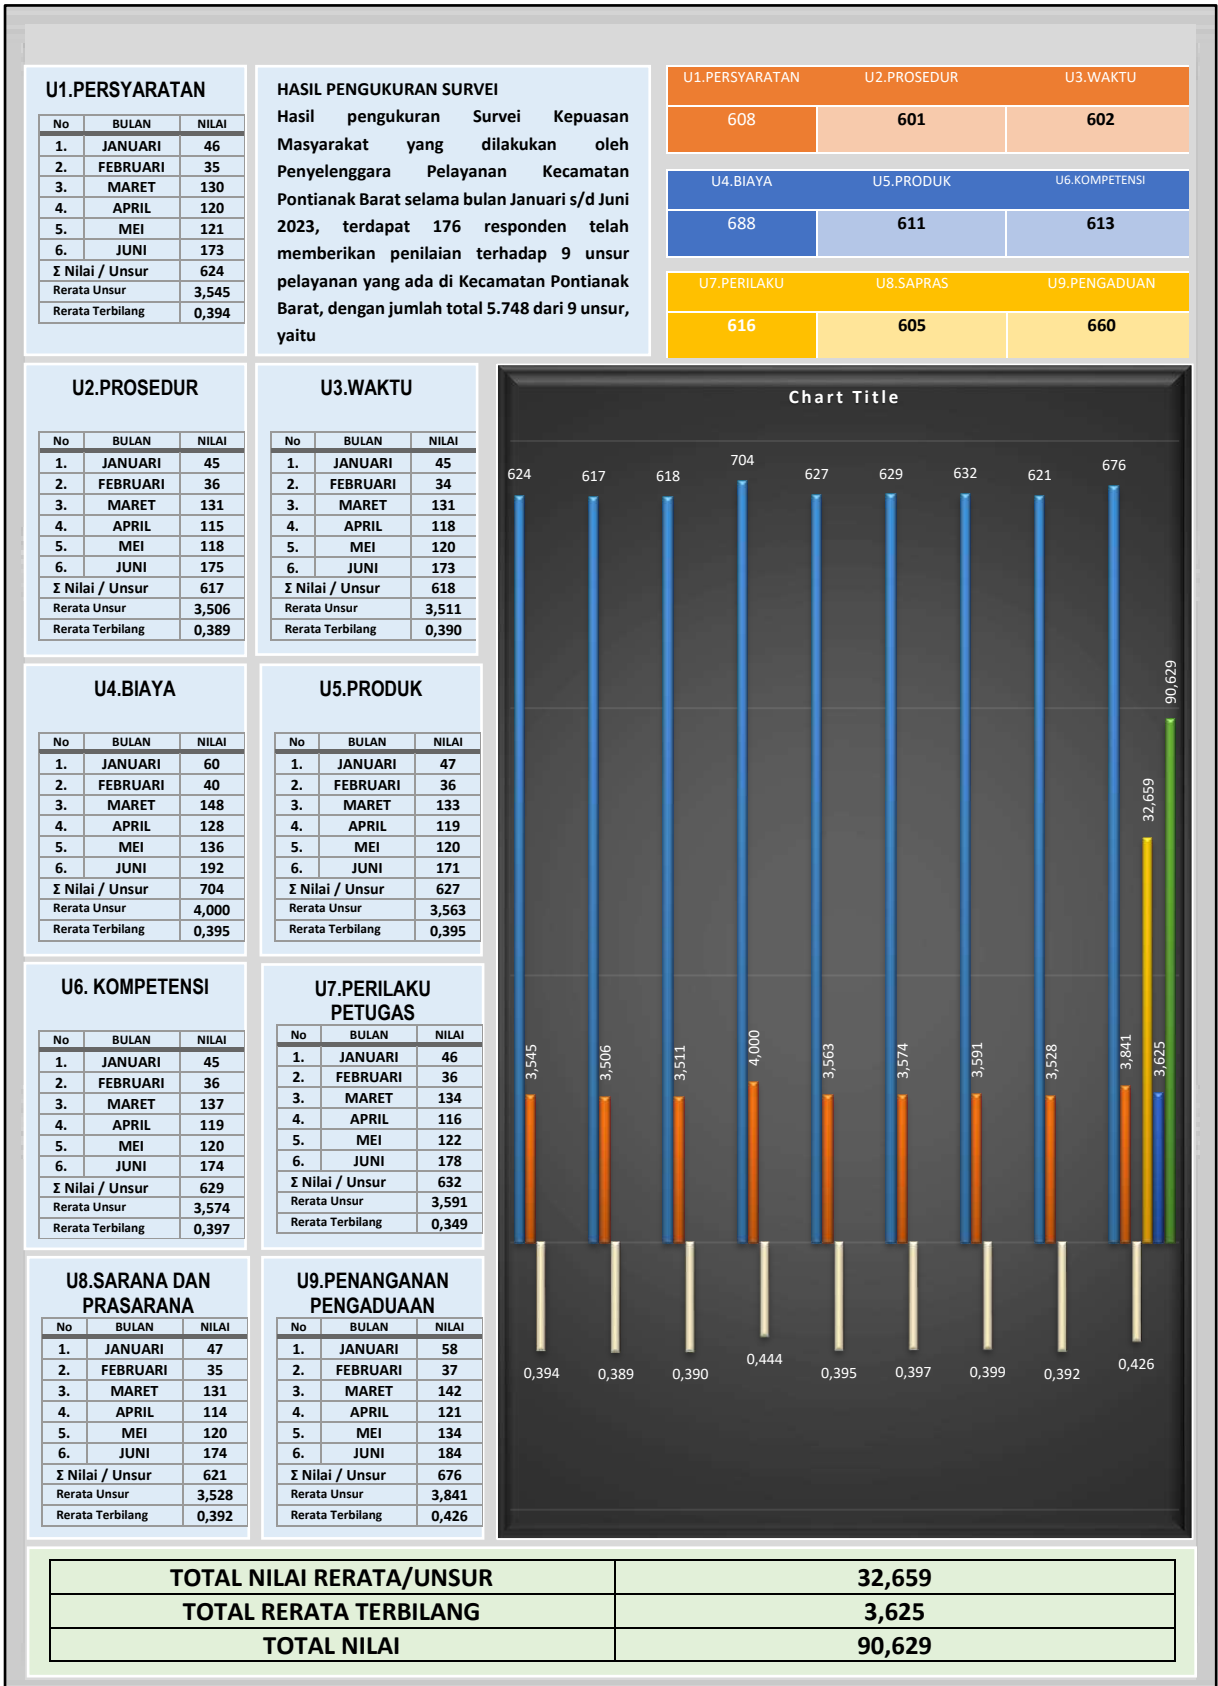 U1.PERSYARATAN
No BULAN NILAI
1. JANUARI 46
2. FEBRUARI 35
3. MARET 130
4. APRIL 120
5. MEI 121
6. JUNI 173
Σ Nilai / Unsur 624
Rerata Unsur 3,545
Rerata Terbilang 0,394
HASIL PENGUKURAN SURVEI
Hasil pengukuran Survei Kepuasan
Masyarakat yang dilakukan oleh
Penyelenggara Pelayanan Kecamatan
Pontianak Barat selama bulan Januari s/d Juni
2023, terdapat 176 responden telah
memberikan penilaian terhadap 9 unsur
pelayanan yang ada di Kecamatan Pontianak
Barat, dengan jumlah total 5.748 dari 9 unsur,
yaitu
U1.PERSYARATAN U2.PROSEDUR U3.WAKTU
608 601 602
U4.BIAYA U5.PRODUK U6.KOMPETENSI
688 611 613
U7.PERILAKU U8.SAPRAS U9.PENGADUAN
616 605 660
U2.PROSEDUR
No BULAN NILAI
1. JANUARI 45
2. FEBRUARI 36
3. MARET 131
4. APRIL 115
5. MEI 118
6. JUNI 175
Σ Nilai / Unsur 617
Rerata Unsur 3,506
Rerata Terbilang 0,389
U3.WAKTU
No BULAN NILAI
1. JANUARI 45
2. FEBRUARI 34
3. MARET 131
4. APRIL 118
5. MEI 120
6. JUNI 173
Σ Nilai / Unsur 618
Rerata Unsur 3,511
Rerata Terbilang 0,390
U4.BIAYA
No BULAN NILAI
1. JANUARI 60
2. FEBRUARI 40
3. MARET 148
4. APRIL 128
5. MEI 136
6. JUNI 192
Σ Nilai / Unsur 704
Rerata Unsur 4,000
Rerata Terbilang 0,395
U5.PRODUK
No BULAN NILAI
1. JANUARI 47
2. FEBRUARI 36
3. MARET 133
4. APRIL 119
5. MEI 120
6. JUNI 171
Σ Nilai / Unsur 627
Rerata Unsur 3,563
Rerata Terbilang 0,395
U6. KOMPETENSI
No BULAN NILAI
1. JANUARI 45
2. FEBRUARI 36
3. MARET 137
4. APRIL 119
5. MEI 120
6. JUNI 174
Σ Nilai / Unsur 629
Rerata Unsur 3,574
Rerata Terbilang 0,397
U7.PERILAKU
PETUGAS
No BULAN NILAI
1. JANUARI 46
2. FEBRUARI 36
3. MARET 134
4. APRIL 116
5. MEI 122
6. JUNI 178
Σ Nilai / Unsur 632
Rerata Unsur 3,591
Rerata Terbilang 0,349
U8.SARANA DAN
PRASARANA
No BULAN NILAI
1. JANUARI 47
2. FEBRUARI 35
3. MARET 131
4. APRIL 114
5. MEI 120
6. JUNI 174
Σ Nilai / Unsur 621
Rerata Unsur 3,528
Rerata Terbilang 0,392
U9.PENANGANAN
PENGADUAAN
No BULAN NILAI
1. JANUARI 58
2. FEBRUARI 37
3. MARET 142
4. APRIL 121
5. MEI 134
6. JUNI 184
Σ Nilai / Unsur 676
Rerata Unsur 3,841
Rerata Terbilang 0,426
Chart Title
624 617 618 704 627 629 632 621 676
3,545 3,506 3,511 4,000 3,563 3,574 3,591 3,528 3,841 32,659 3,625 90,629
0,394 0,389 0,390 0,444 0,395 0,397 0,399 0,392 0,426
TOTAL NILAI RERATA/UNSUR 32,659
TOTAL RERATA TERBILANG 3,625
TOTAL NILAI 90,629